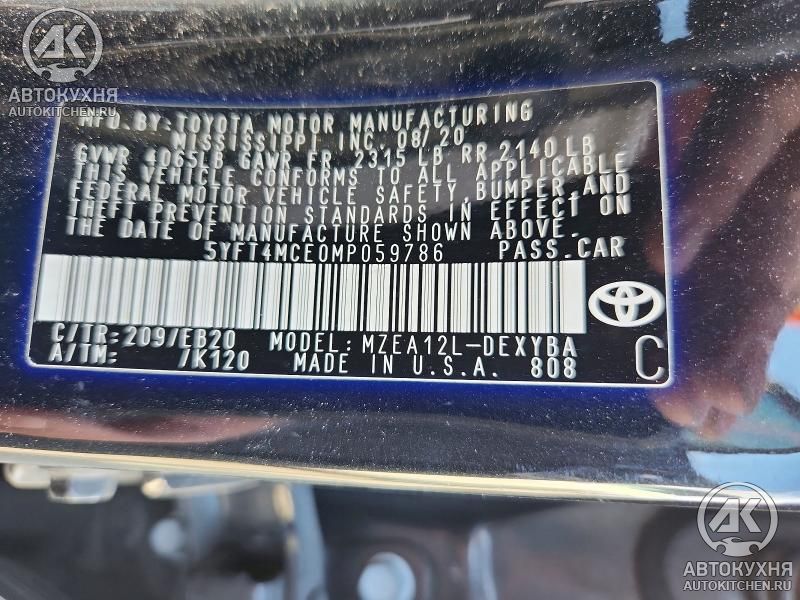 АК
АВТОКУХНЯ
AUTOKITCHEN.RU
MFD.BY:TOYOTA MOTOR MANUFACTURING
MISSISSIPPI INC. 08/20
GVWR 4065LB GAWR FR. 2315 LB RR 2140 LB
THIS VEHICLE CONFORMS TO ALL APPLICABLE
FEDERAL MOTOR VEHICLE SAFETY, BUMPER, AND
THEFT PREVENTION STANDARDS IN EFFECT ON
THE DATE OF MANUFACTURE SHOWN ABOVE.
5YFT4MCE0MP059786 PASS.CAR
C/TR:209/EB20 MODEL:MZEA12L-DEXYBA
A/TM: /K120 MADE IN U.S.A. 808 C
АК
АВТОКУХНЯ
AUTOKITCHEN.RU